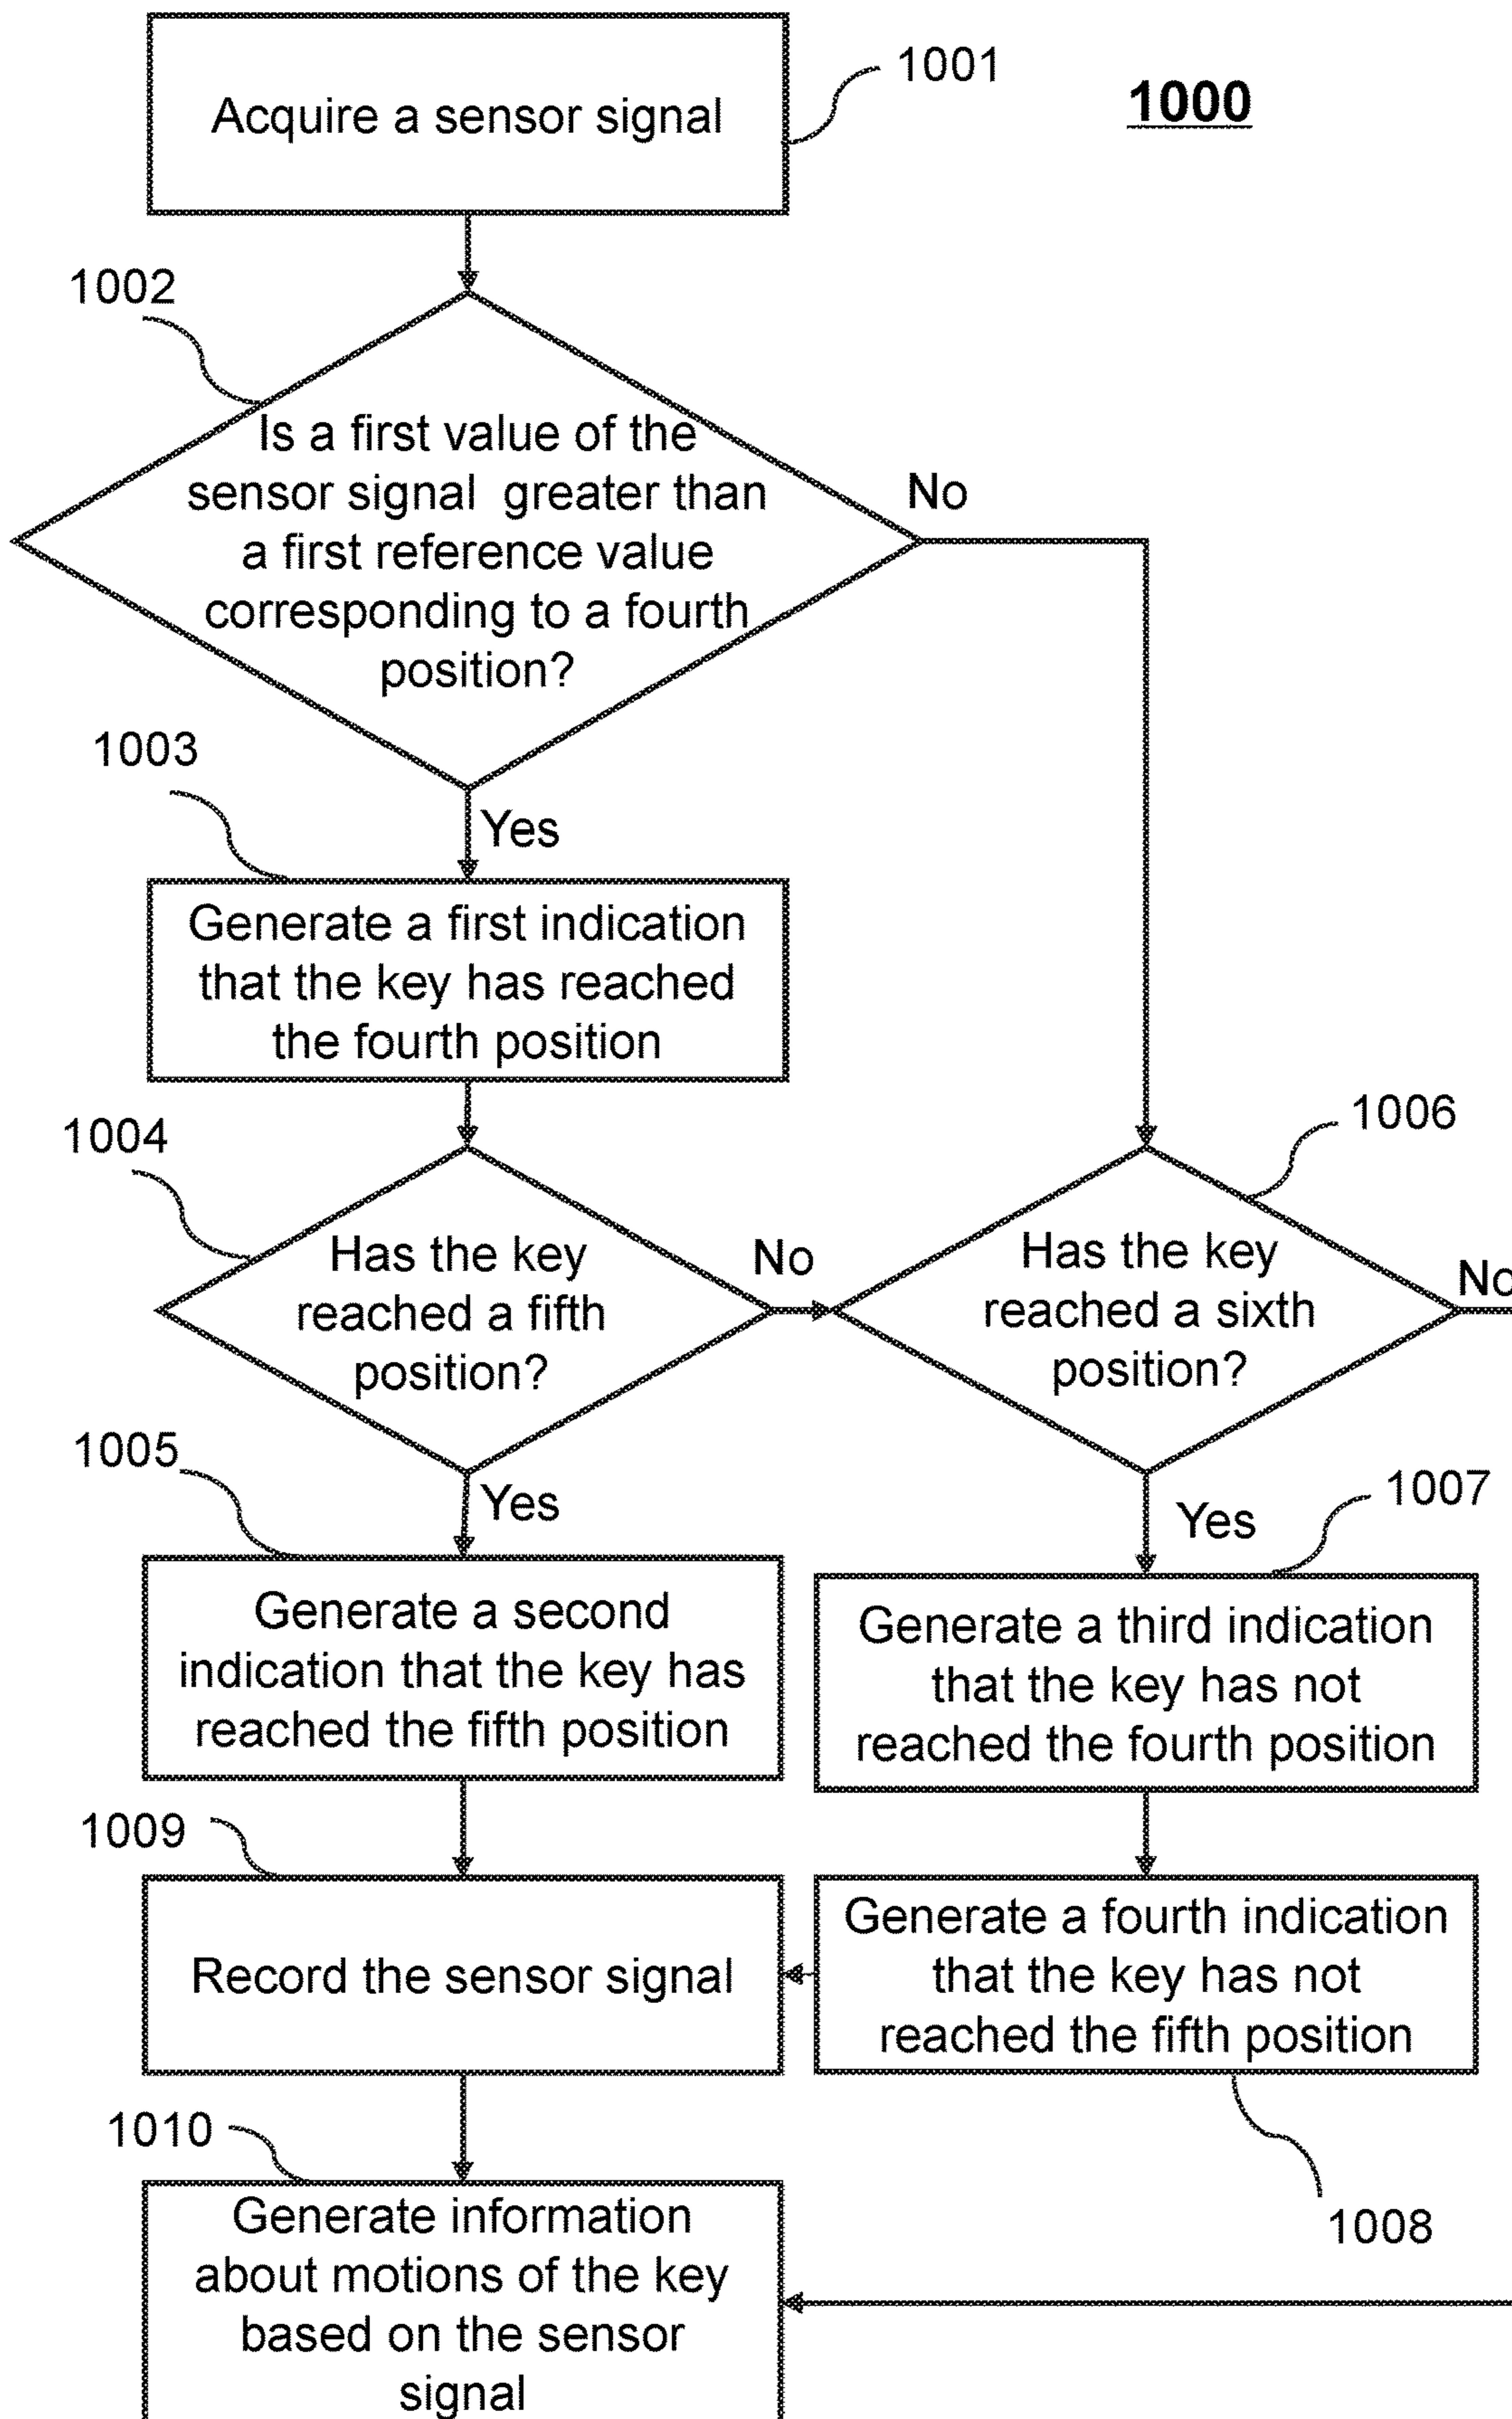 1001
1000
Acquire a sensor signal
1002
Is a first value of the
sensor signal greater than
a first reference value
corresponding to a fourth
position?
No
1003
Yes
Generate a first indication
that the key has reached
the fourth position
1004
Has the key
reached a fifth
position?
No
1006
Has the key
reached a sixth
position?
No
1005
Yes
Generate a second
indication that the key has
reached the fifth position
1007
Yes
Generate a third indication
that the key has not
reached the fourth position
1009
Record the sensor signal
Generate a fourth indication
that the key has not
reached the fifth position
1008
1010
Generate information
about motions of the key
based on the sensor
signal